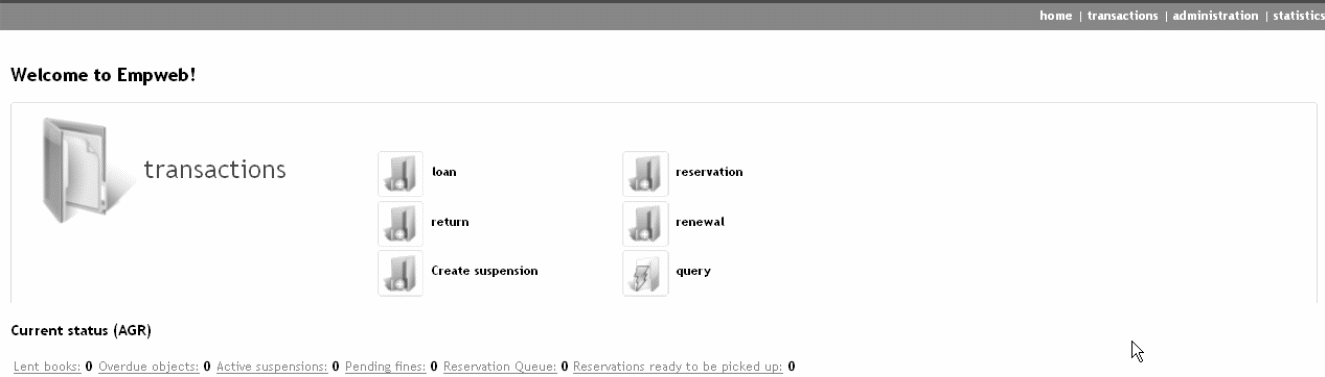 home | transactions | administration | statistics
Welcome to Empweb!
transactions
loan reservation
return renewal
Create suspension query
Current status (AGR)
Lent books: 0 Overdue objects: 0 Active suspensions: 0 Pending fines: 0 Reservation Queue: 0 Reservations ready to be picked up: 0